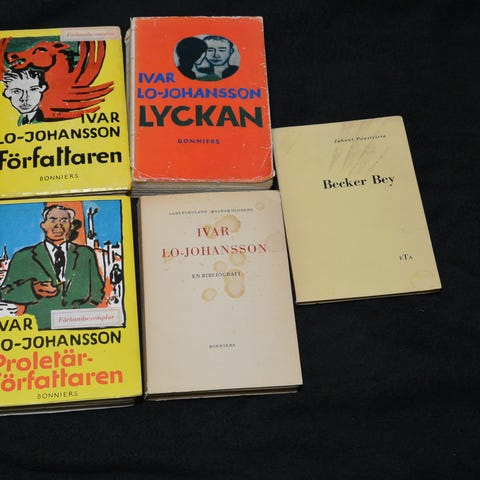 Förhandsexemplar
IVAR
LO-JOHANSSON
Författaren
BONNIERS
IVAR
LO-JOHANSSON
LYCKAN
BONNIERS
Förhandsexemplar
IVAR
LO-JOHANSSON
Proletär-
författaren
BONNIERS
IVAR
LO-JOHANSSON
EN BIBLIOGRAFI
BONNIERS
Becker Bey
ETA